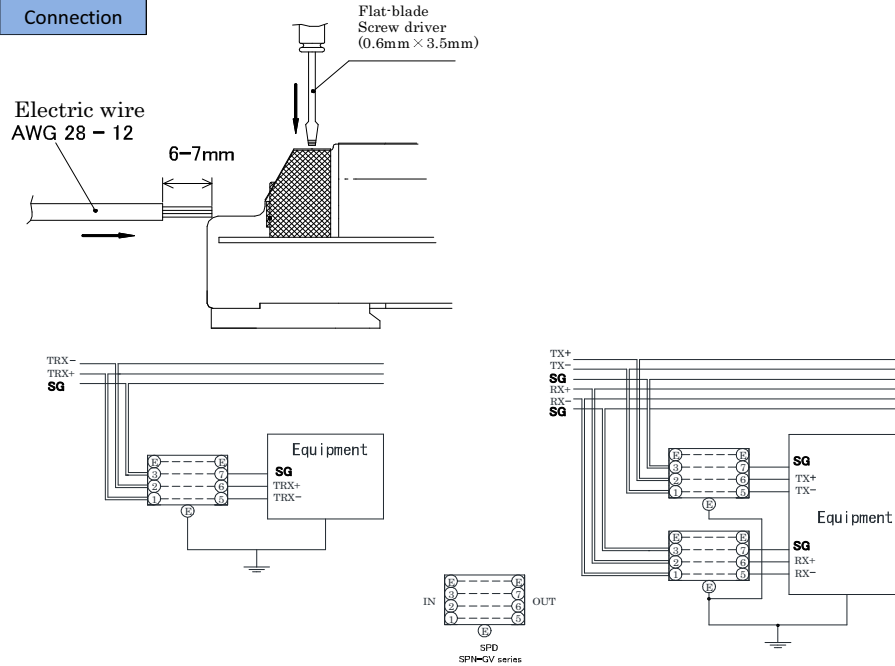 Connection
Flat-blade
Screw driver
(0.6mm×3.5mm)
Electric wire
AWG 28 - 12
6-7mm
TRX-
TRX+
SG
E E
3 7
2 6
1 5
E
Equipment
SG
TRX+
TRX-
TX+
TX-
SG
RX+
RX-
SG
E E
3 7
2 6
1 5
E
SG
TX+
TX-
Equipment
E E
3 7
2 6
1 5
E
SG
RX+
RX-
IN
E E
3 7
2 6
1 5
E
OUT
SPD
SPN-GV series